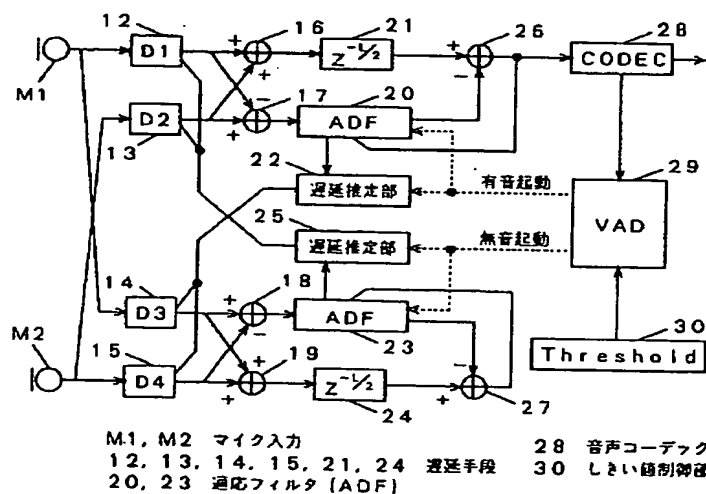 12 16 21 26 28
M1 D1 + + Z^{-L/2} + CODEC
17 20 −
D2 − + ADF
13 22 29
遅延推定部 有音起動 VAD
25
遅延推定部 無音起動
14 18
D3 + − ADF
M2 15 19 23 − 30
D4 + + Z^{-L/2} + Threshold
24 27
M1, M2 マイク入力
12, 13, 14, 15, 21, 24 遅延手段
20, 23 適応フィルタ (ADF)
28 音声コーデック
30 しきい値制御部